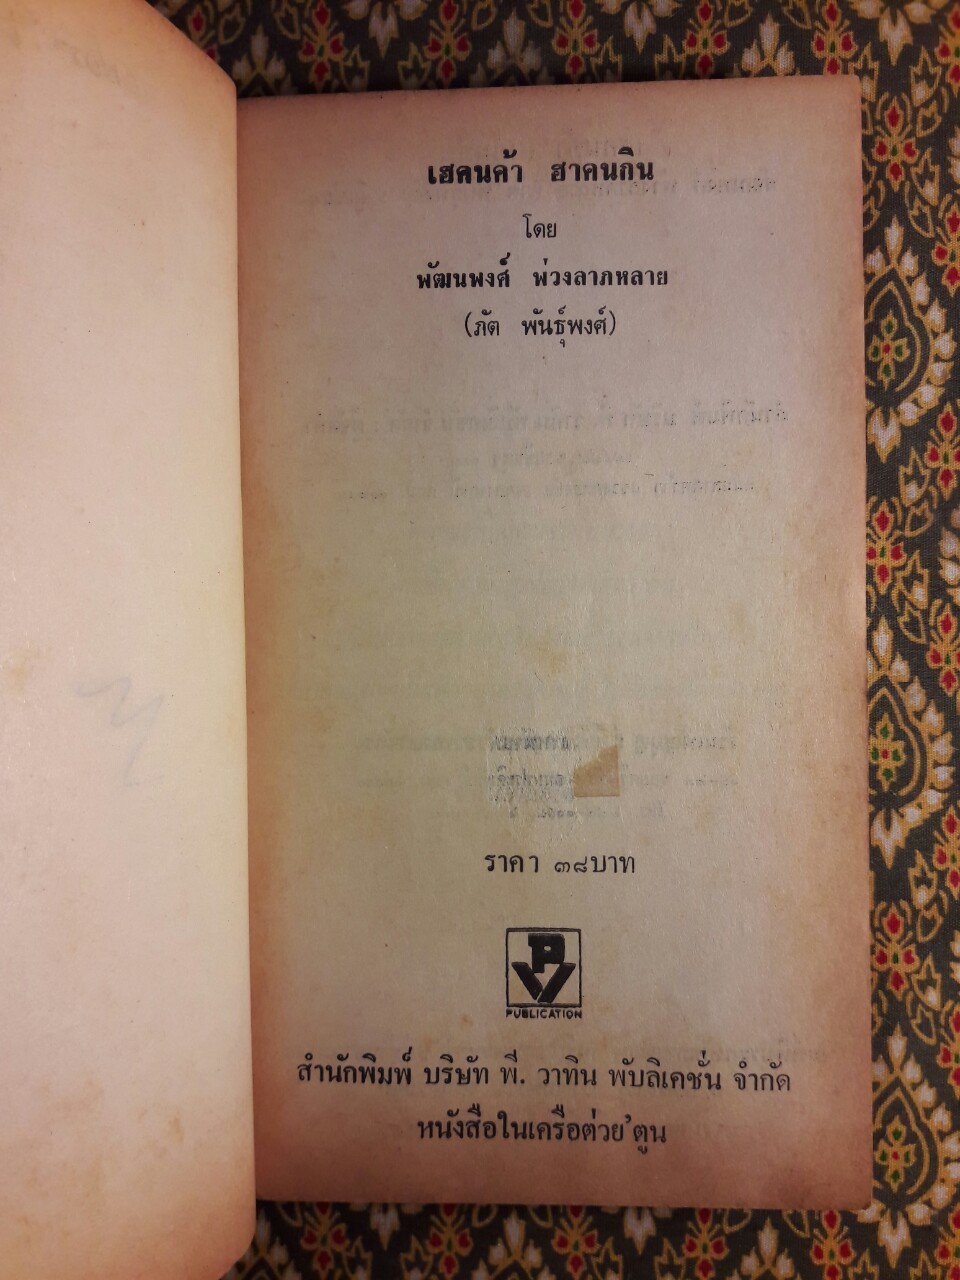 เฮคนค้า ฮาคนกิน
โดย
พัฒนพงศ์ พ่วงลาภหลาย
(ภัต พันธุ์พงศ์)
ราคา ๓๘บาท
PV
PUBLICATION
สำนักพิมพ์ บริษัท พี. วาทิน พับลิเคชั่น จำกัด
หนังสือในเครือต่วย'ตูน